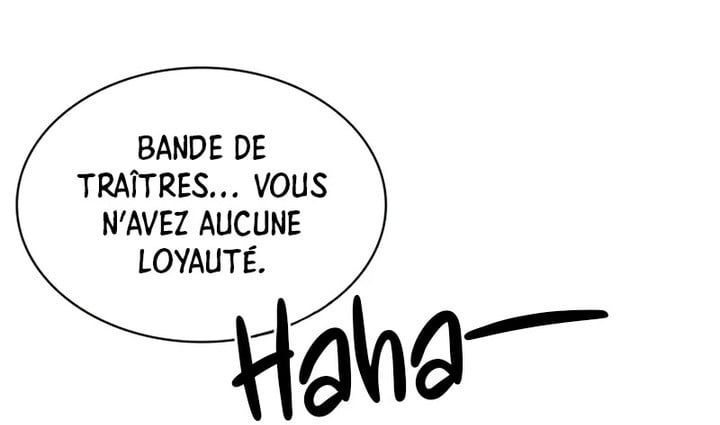 BANDE DE
TRAÎTRES... VOUS
N'AVEZ AUCUNE
LOYAUTÉ.
Haha—